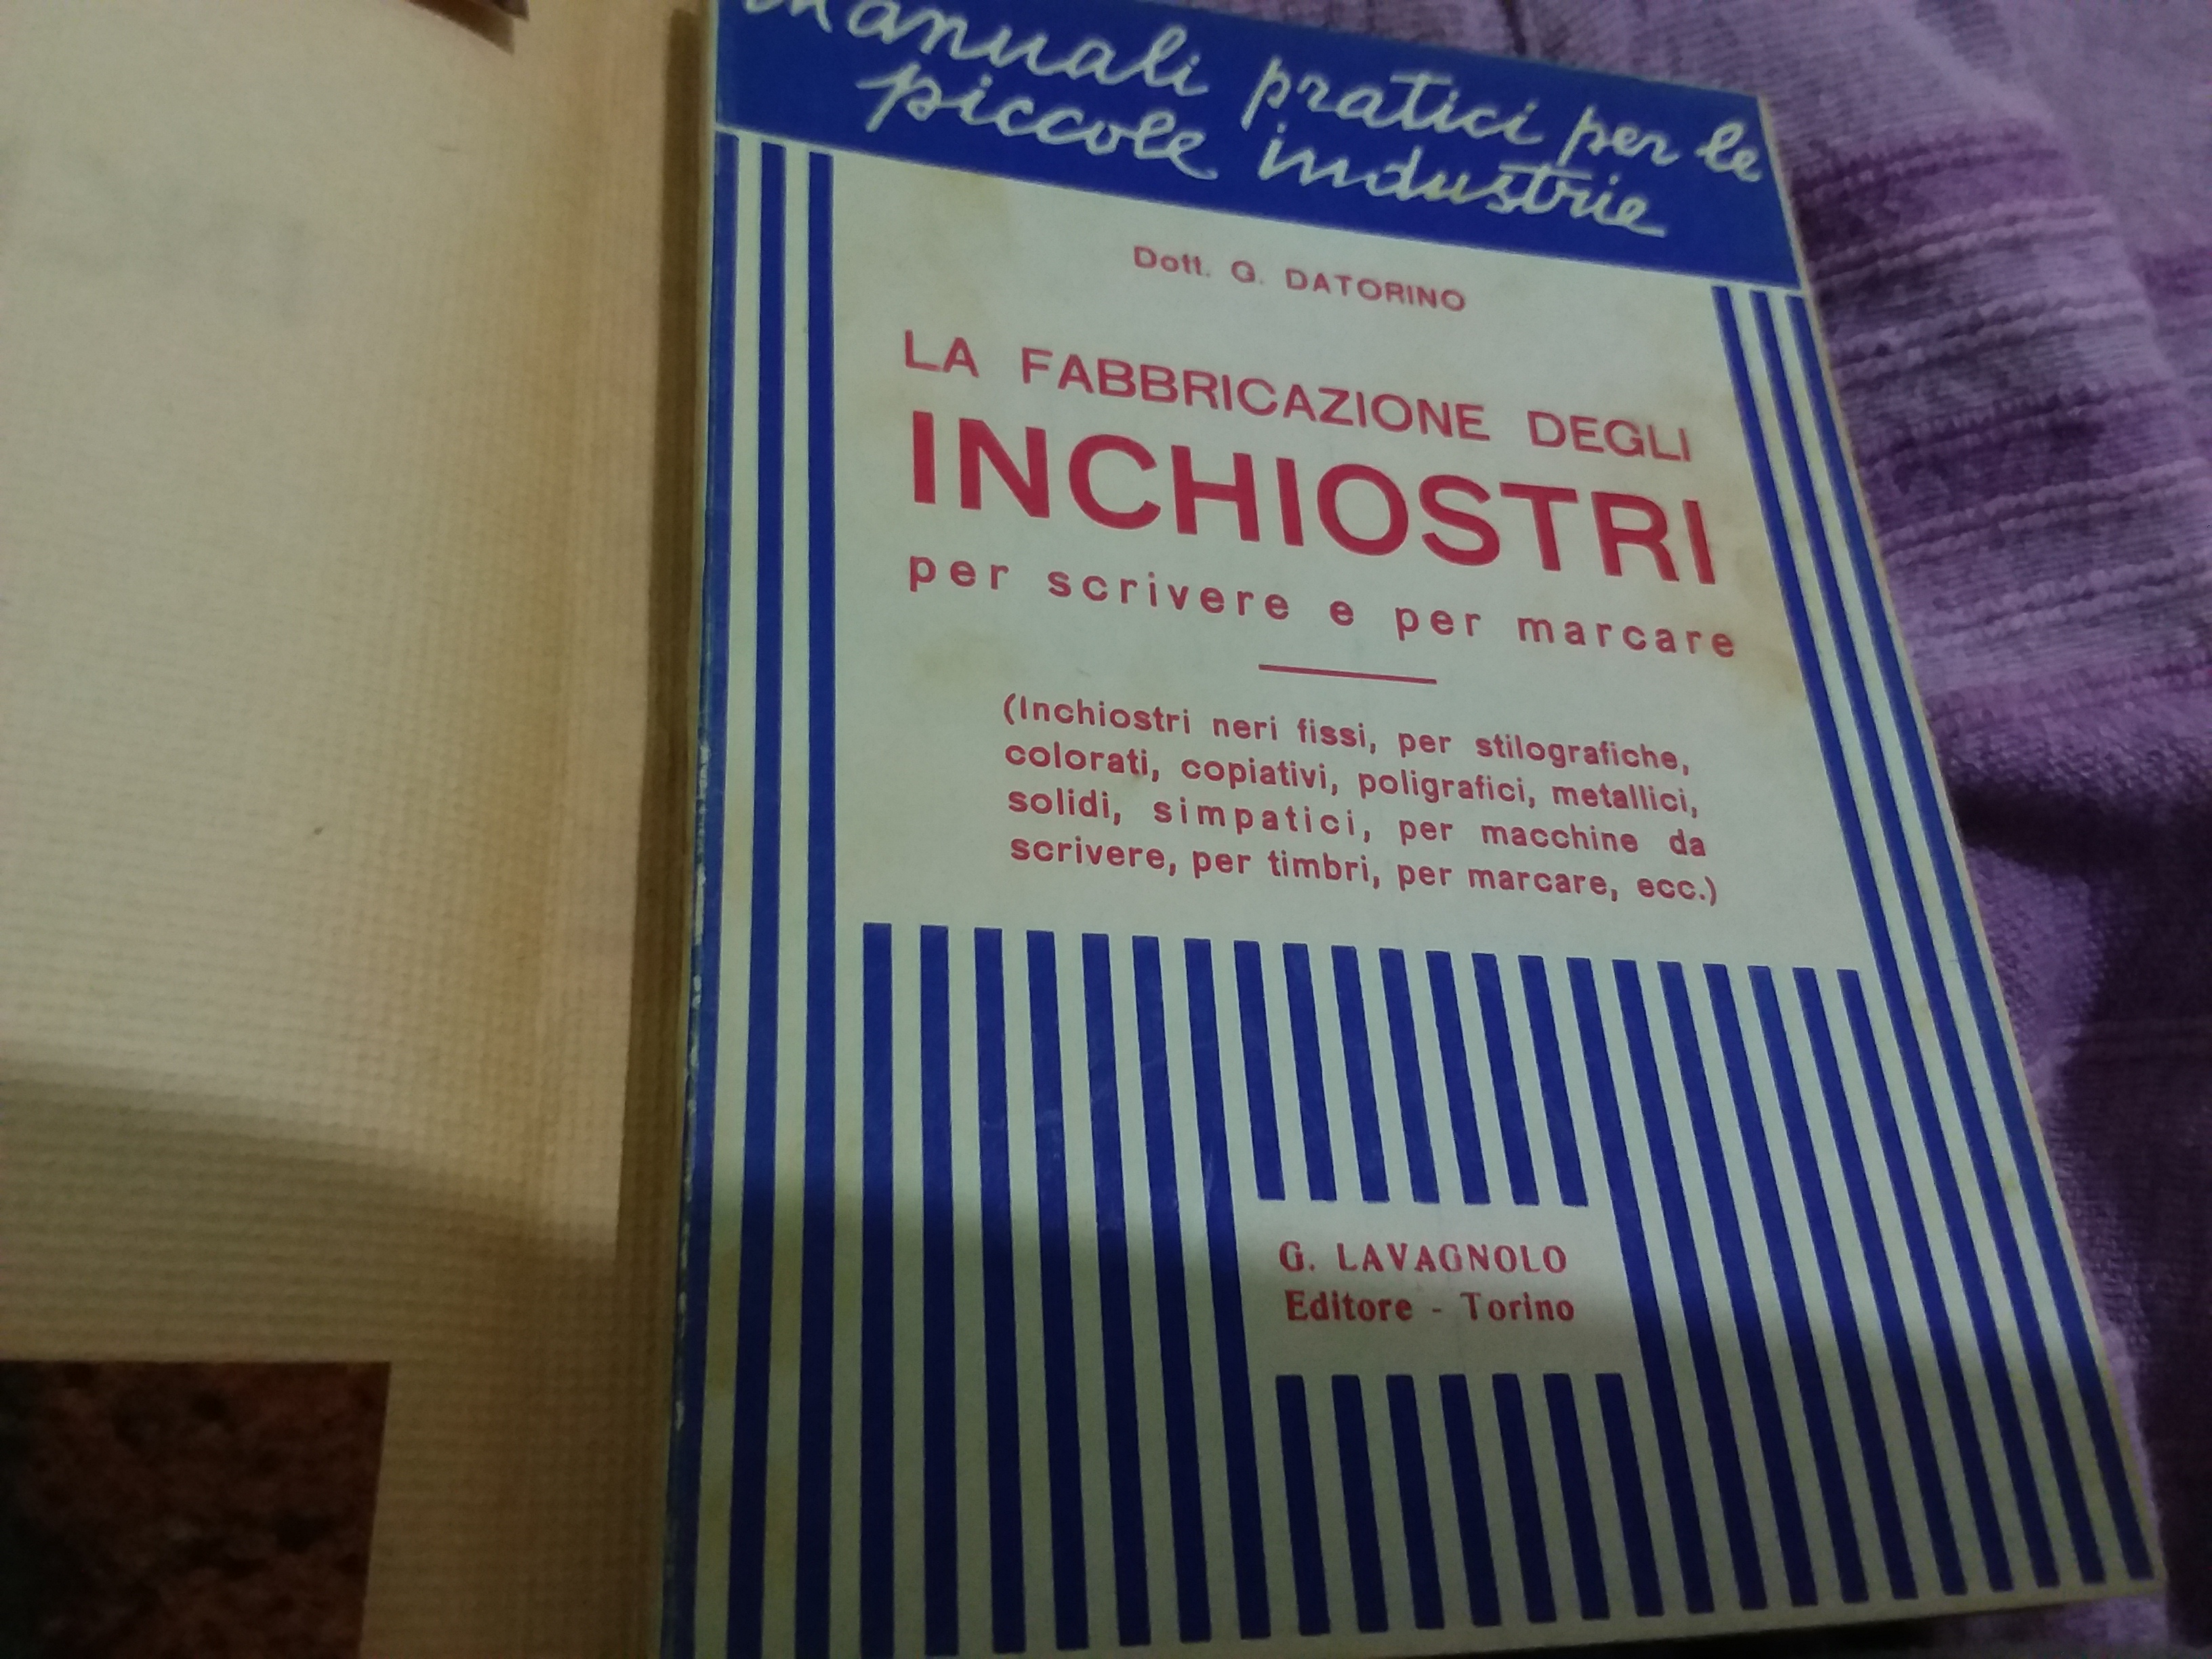 Manuali pratici per le
piccole industrie
Dott. G. DATORINO
LA FABBRICAZIONE DEGLI
INCHIOSTRI
per scrivere e per marcare
(Inchiostri neri fissi, per stilografiche,
colorati, copiativi, poligrafici, metallici,
solidi, simpatici, per macchine da
scrivere, per timbri, per marcare, ecc.)
G. LAVAGNOLO
Editore - Torino